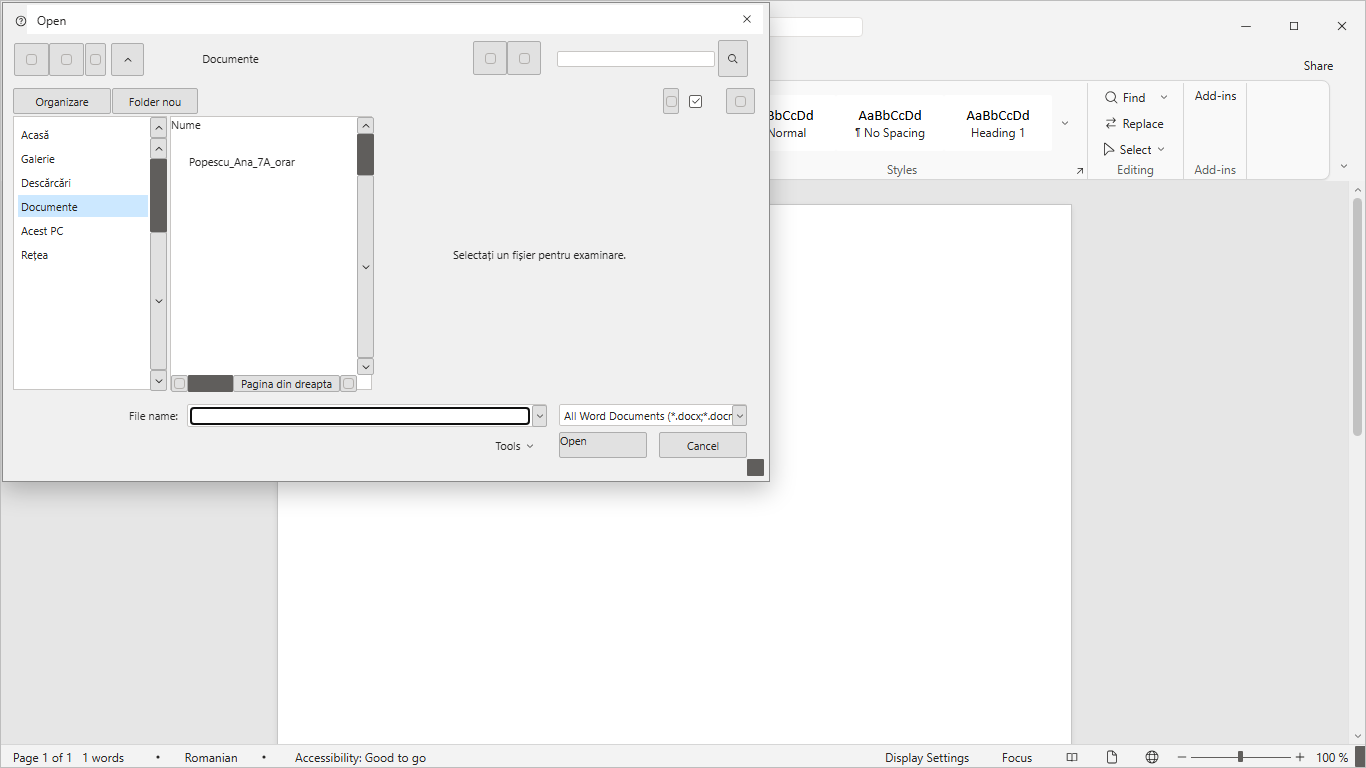 Open
Share
Documente
Organizare
Folder nou
Acasă
Galerie
Descărcări
Documente
Acest PC
Rețea
Nume
Popescu_Ana_7A_orar
Pagina din dreapta
Selectați un fișier pentru examinare.
File name:
All Word Documents (*.docx;*.docm
Tools
Open
Cancel
AaBbCcDd
Normal
AaBbCcDd
¶ No Spacing
AaBbCcDd
Heading 1
Styles
Find
Replace
Select
Editing
Add-ins
Add-ins
Page 1 of 1
1 words
Romanian
Accessibility: Good to go
Display Settings
Focus
100 %